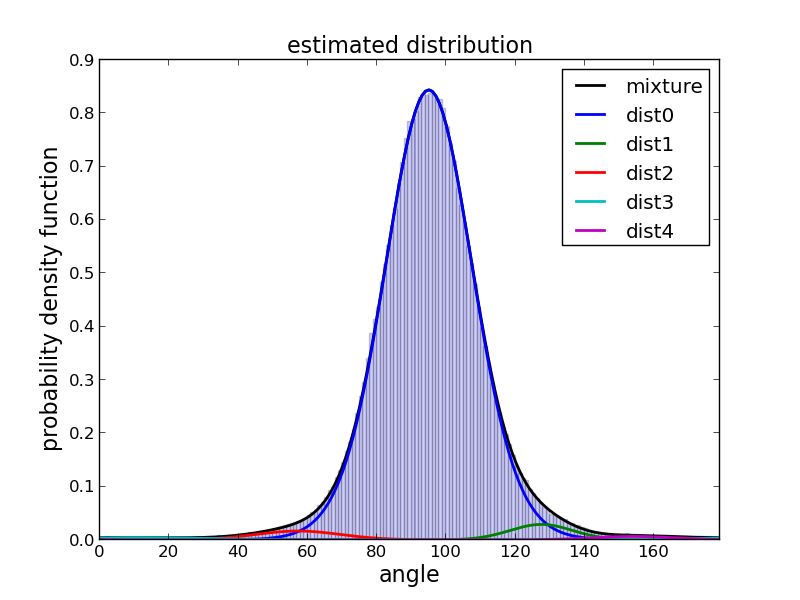 estimated distribution
0.9
0.8
0.7
0.6
0.5
0.4
0.3
0.2
0.1
0.0
probability density function
mixture
dist0
dist1
dist2
dist3
dist4
0 20 40 60 80 100 120 140 160
angle